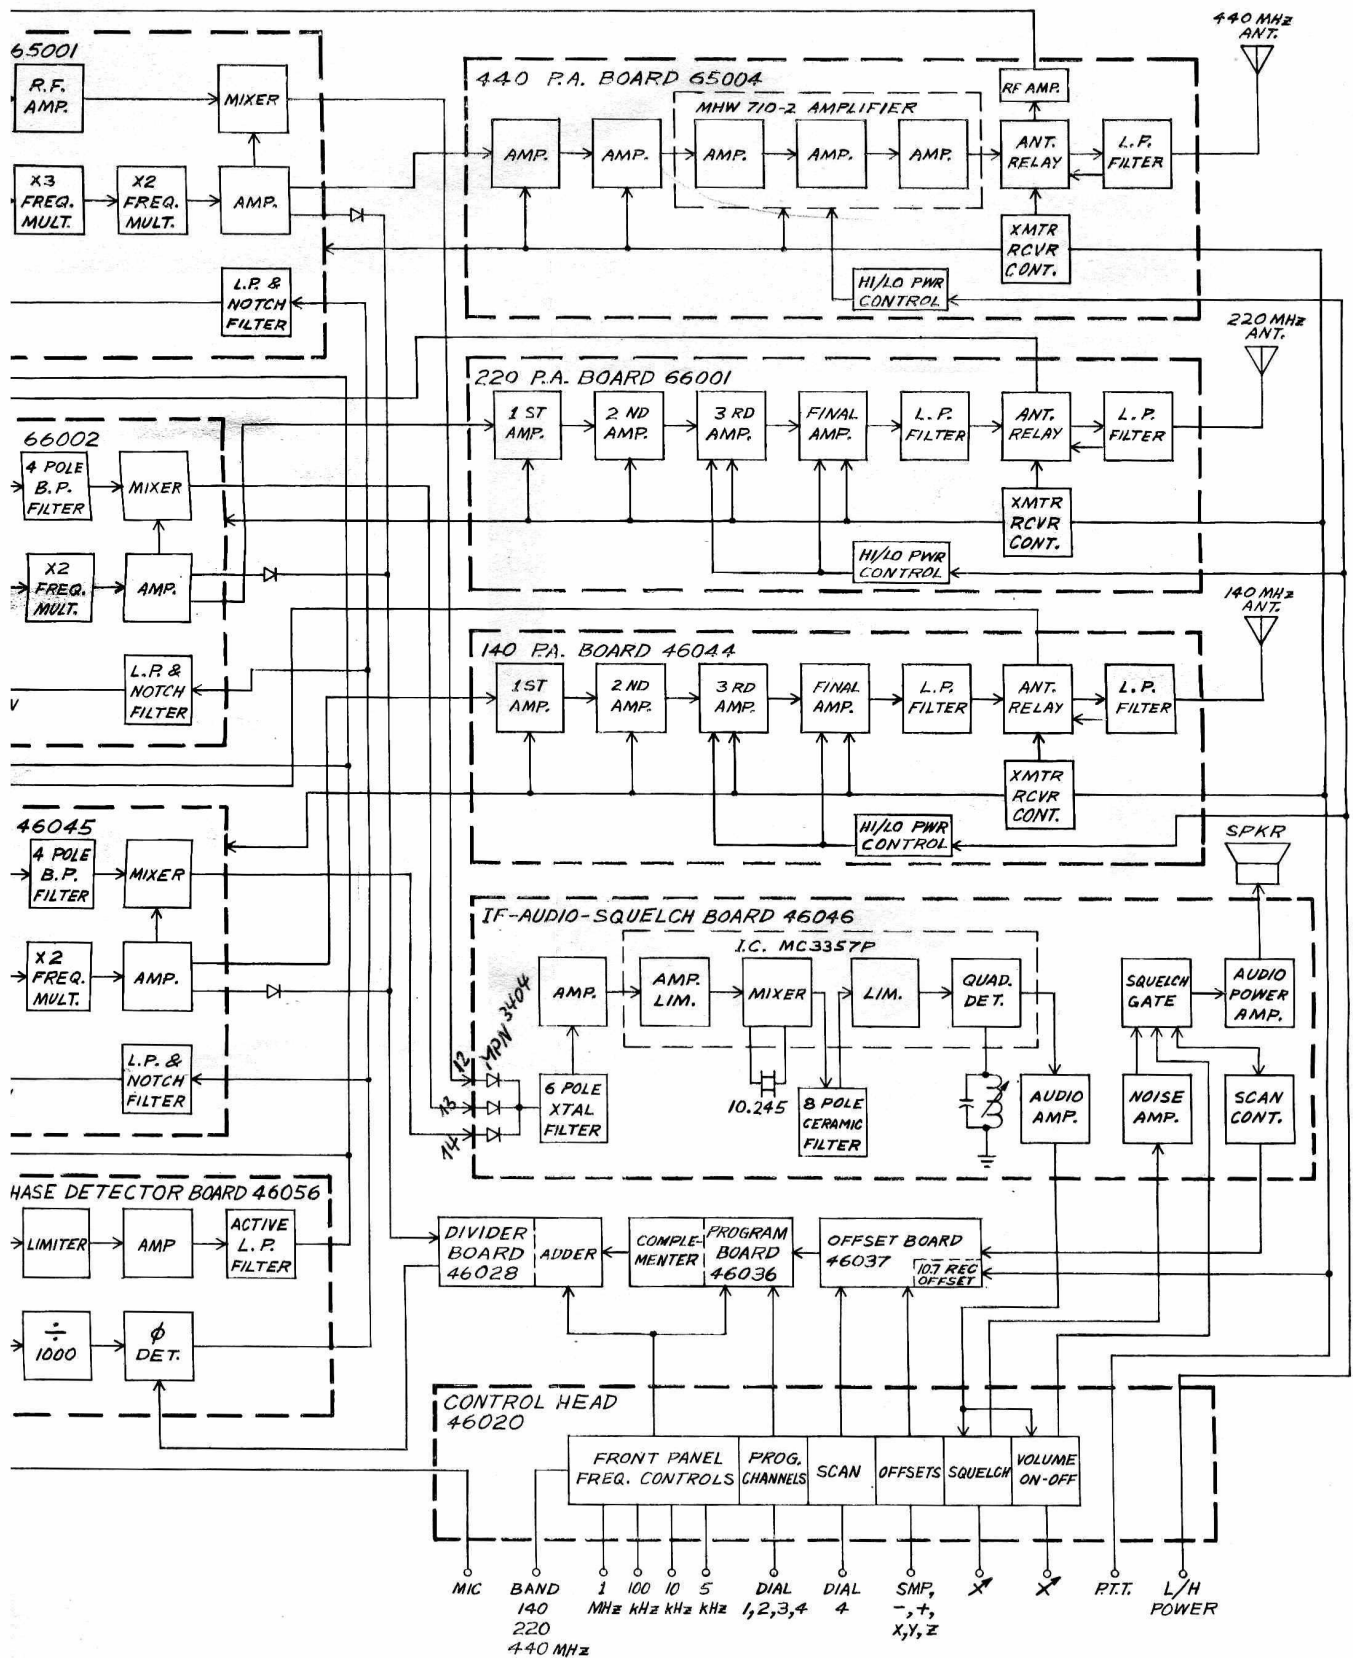 440 MHz
ANT.
65001
R.F.
AMP.
MIXER
X3
FREQ.
MULT.
X2
FREQ.
MULT.
AMP.
L.P. &
NOTCH
FILTER
440 P.A. BOARD 65004
MHW 710-2 AMPLIFIER
AMP.
AMP.
AMP.
AMP.
AMP.
RF AMP.
ANT.
RELAY
L.P.
FILTER
XMTR
RCVR
CONT.
HI/LO PWR
CONTROL
220 MHz
ANT.
220 P.A. BOARD 66001
1 ST
AMP.
2 ND
AMP.
3 RD
AMP.
FINAL
AMP.
L.P.
FILTER
ANT.
RELAY
L.P.
FILTER
XMTR
RCVR
CONT.
HI/LO PWR
CONTROL
66002
4 POLE
B.P.
FILTER
MIXER
X2
FREQ.
MULT.
AMP.
L.P. &
NOTCH
FILTER
140 MHz
ANT.
140 P.A. BOARD 46044
1 ST
AMP.
2 ND
AMP.
3 RD
AMP.
FINAL
AMP.
L.P.
FILTER
ANT.
RELAY
L.P.
FILTER
XMTR
RCVR
CONT.
HI/LO PWR
CONTROL
46045
4 POLE
B.P.
FILTER
MIXER
X2
FREQ.
MULT.
AMP.
L.P. &
NOTCH
FILTER
SPKR
IF-AUDIO-SQUELCH BOARD 46046
I.C. MC3357P
AMP.
AMP.
LIM.
MIXER
LIM.
QUAD.
DET.
SQUELCH
GATE
AUDIO
POWER
AMP.
MPN 3404
12
13
14
6 POLE
XTAL
FILTER
10.245
8 POLE
CERAMIC
FILTER
AUDIO
AMP.
NOISE
AMP.
SCAN
CONT.
HASE DETECTOR BOARD 46056
LIMITER
AMP
ACTIVE
L.P.
FILTER
÷
1000
φ
DET.
DIVIDER
BOARD
46028
ADDER
COMPLE-
MENTER
PROGRAM
BOARD
46036
OFFSET BOARD
46037
10.7 REC
OFFSET
CONTROL HEAD
46020
FRONT PANEL
FREQ. CONTROLS
PROG.
CHANNELS
SCAN
OFFSETS
SQUELCH
VOLUME
ON-OFF
MIC
BAND
140
220
440 MHz
1
MHz
100
kHz
10
kHz
5
kHz
DIAL
1,2,3,4
DIAL
4
SMP,
-,+,
X,Y,Z
P.T.T.
L/H
POWER